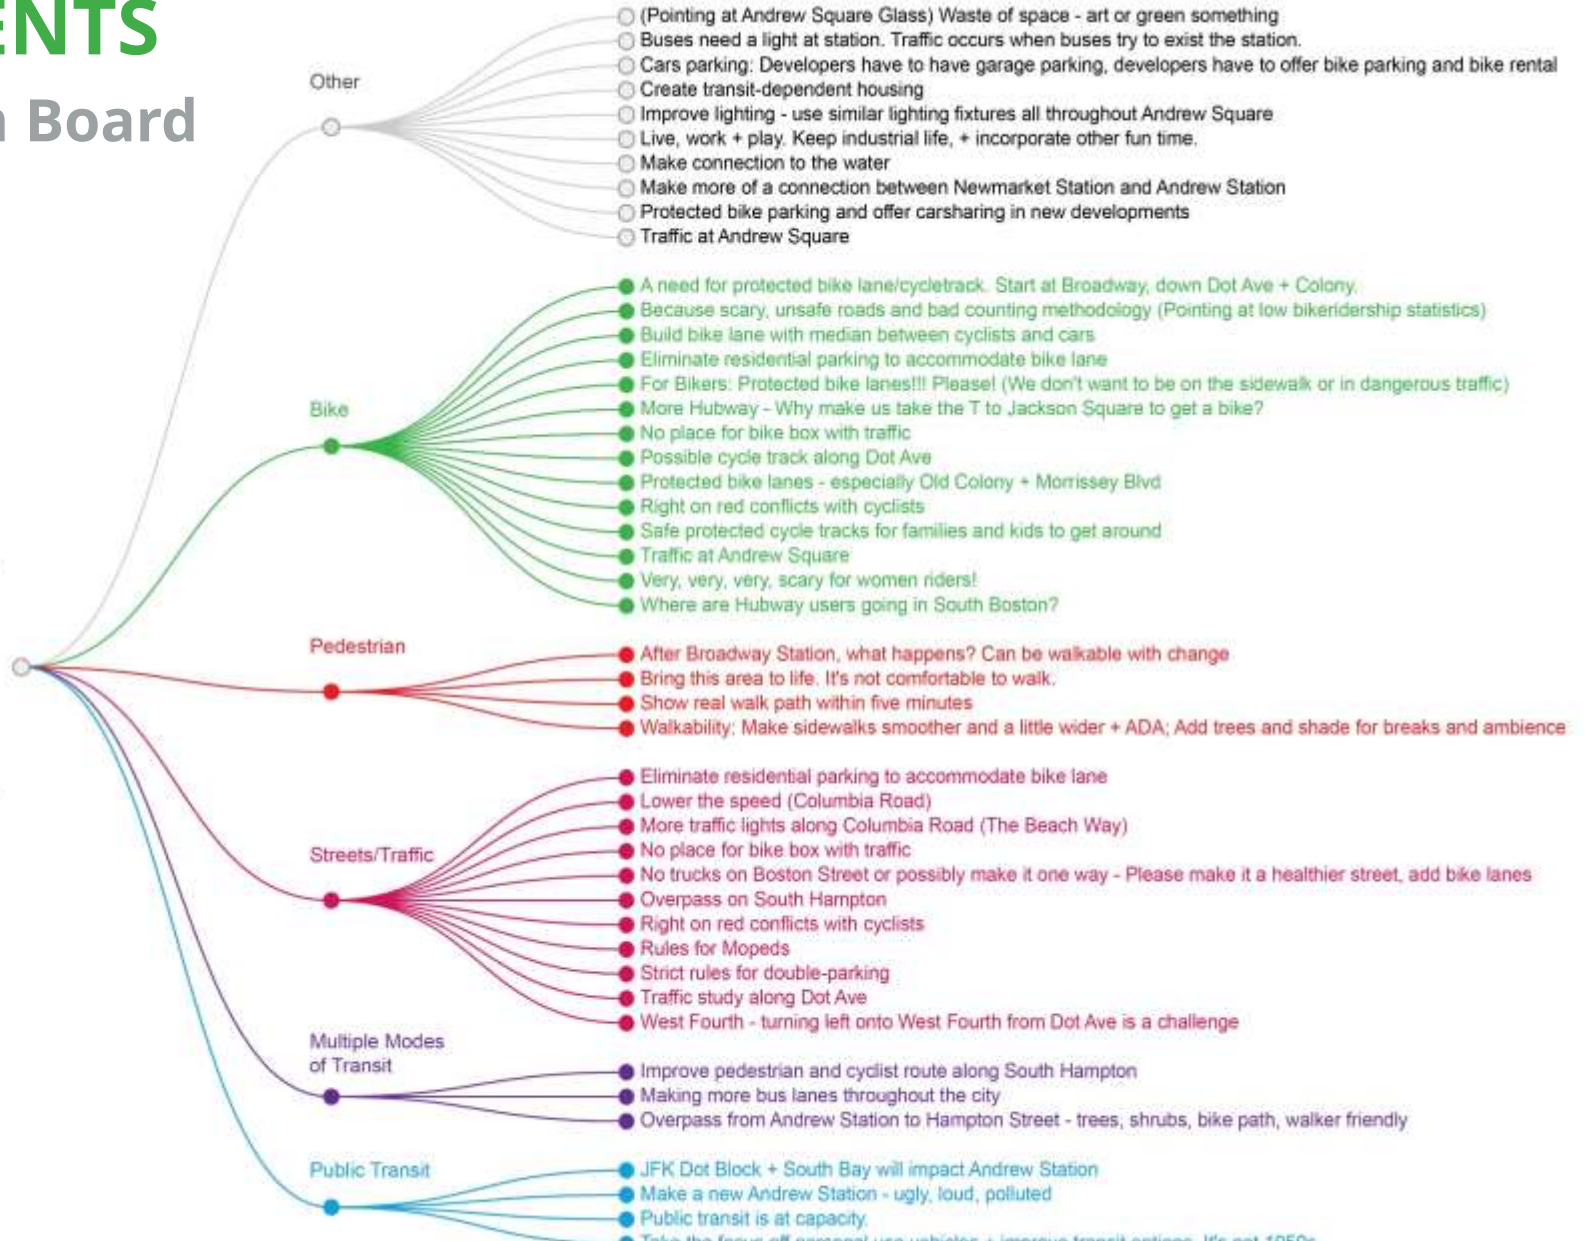 ENTS
Board
Other
(Pointing at Andrew Square Glass) Waste of space - art or green something
Buses need a light at station. Traffic occurs when buses try to exist the station.
Cars parking: Developers have to have garage parking, developers have to offer bike parking and bike rental
Create transit-dependent housing
Improve lighting - use similar lighting fixtures all throughout Andrew Square
Live, work + play. Keep industrial life, + incorporate other fun time.
Make connection to the water
Make more of a connection between Newmarket Station and Andrew Station
Protected bike parking and offer carsharing in new developments
Traffic at Andrew Square
Bike
A need for protected bike lane/cycletrack. Start at Broadway, down Dot Ave + Colony.
Because scary, unsafe roads and bad counting methodology (Pointing at low bikeridership statistics)
Build bike lane with median between cyclists and cars
Eliminate residential parking to accommodate bike lane
For Bikers: Protected bike lanes!!! Please! (We don't want to be on the sidewalk or in dangerous traffic)
More Hubway - Why make us take the T to Jackson Square to get a bike?
No place for bike box with traffic
Possible cycle track along Dot Ave
Protected bike lanes - especially Old Colony + Morrissey Blvd
Right on red conflicts with cyclists
Safe protected cycle tracks for families and kids to get around
Traffic at Andrew Square
Very, very, very, scary for women riders!
Where are Hubway users going in South Boston?
Pedestrian
After Broadway Station, what happens? Can be walkable with change
Bring this area to life. It's not comfortable to walk.
Show real walk path within five minutes
Walkability: Make sidewalks smoother and a little wider + ADA; Add trees and shade for breaks and ambience
Streets/Traffic
Eliminate residential parking to accommodate bike lane
Lower the speed (Columbia Road)
More traffic lights along Columbia Road (The Beach Way)
No place for bike box with traffic
No trucks on Boston Street or possibly make it one way - Please make it a healthier street, add bike lanes
Overpass on South Hampton
Right on red conflicts with cyclists
Rules for Mopeds
Strict rules for double-parking
Traffic study along Dot Ave
West Fourth - turning left onto West Fourth from Dot Ave is a challenge
Multiple Modes
of Transit
Improve pedestrian and cyclist route along South Hampton
Making more bus lanes throughout the city
Overpass from Andrew Station to Hampton Street - trees, shrubs, bike path, walker friendly
Public Transit
JFK Dot Block + South Bay will impact Andrew Station
Make a new Andrew Station - ugly, loud, polluted
Public transit is at capacity.
Take the focus off personal use vehicles + improve transit options. It's not 1950s